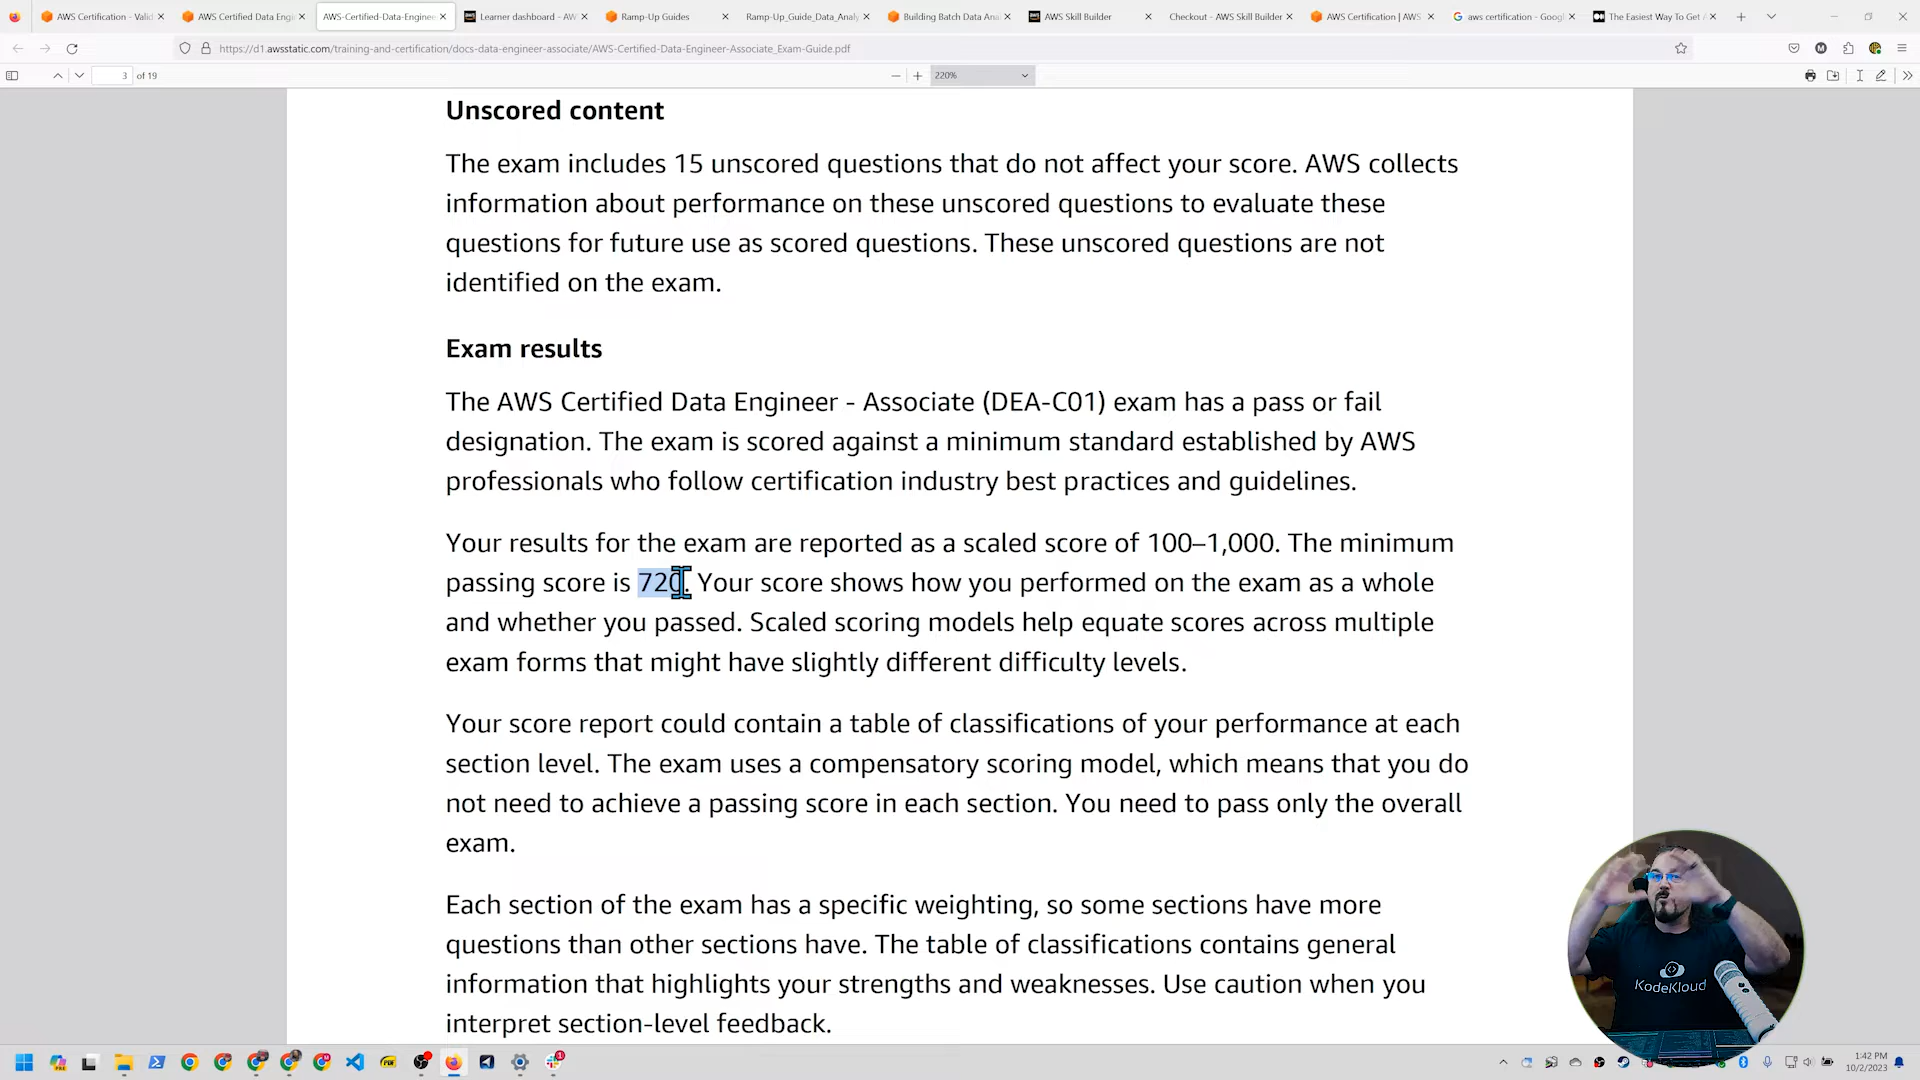 AWS Certification - Valid
AWS Certified Data Engin
AWS-Certified-Data-Engineer
Learner dashboard - AWS
Ramp-Up Guides
Ramp-Up_Guide_Data_Analy
Building Batch Data Anal
AWS Skill Builder
Checkout - AWS Skill Builder
AWS Certification | AWS
aws certification - Googl
The Easiest Way To Get
https://d1.awsstatic.com/training-and-certification/docs-data-engineer-associate/AWS-Certified-Data-Engineer-Associate_Exam-Guide.pdf
3 of 19
220%
Unscored content
The exam includes 15 unscored questions that do not affect your score. AWS collects
information about performance on these unscored questions to evaluate these
questions for future use as scored questions. These unscored questions are not
identified on the exam.
Exam results
The AWS Certified Data Engineer - Associate (DEA-C01) exam has a pass or fail
designation. The exam is scored against a minimum standard established by AWS
professionals who follow certification industry best practices and guidelines.
Your results for the exam are reported as a scaled score of 100–1,000. The minimum
passing score is 720. Your score shows how you performed on the exam as a whole
and whether you passed. Scaled scoring models help equate scores across multiple
exam forms that might have slightly different difficulty levels.
Your score report could contain a table of classifications of your performance at each
section level. The exam uses a compensatory scoring model, which means that you do
not need to achieve a passing score in each section. You need to pass only the overall
exam.
Each section of the exam has a specific weighting, so some sections have more
questions than other sections have. The table of classifications contains general
information that highlights your strengths and weaknesses. Use caution when you
interpret section-level feedback.
KodeKloud
1:42 PM
10/2/2023